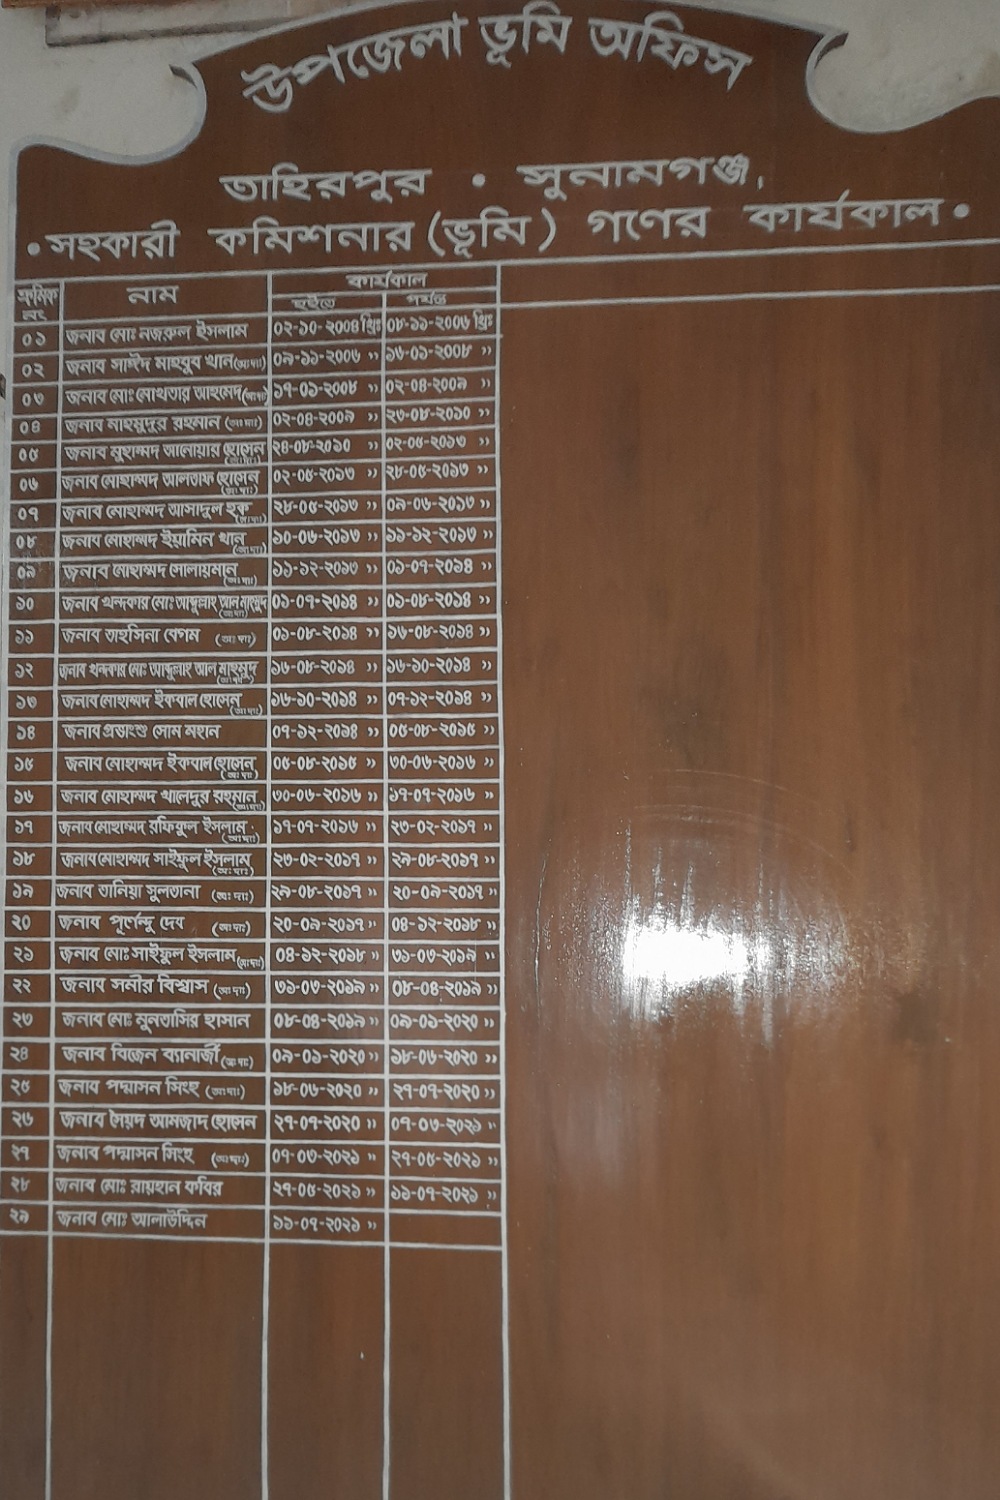 উপজেলা ভূমি অফিস
তাহিরপুর • সুনামগঞ্জ,
• সহকারী কমিশনার (ভূমি) গণের কার্যকাল •
ক্রমিক নং নাম কার্যকাল
হইতে পর্যন্ত
০১ জনাব মোঃ নজরুল ইসলাম ০২-১০-২০০৪ খ্রিঃ ০৮-১১-২০০৬ খ্রিঃ
০২ জনাব সাঈদ মাহবুব খান (অঃদাঃ) ০৯-১১-২০০৬ ,, ১৬-০১-২০০৮ ,,
০৩ জনাব মোঃ মোখতার আহমেদ (অঃদাঃ) ১৭-০১-২০০৮ ,, ০২-০৪-২০০৯ ,,
০৪ জনাব মাহমুদুর রহমান (অঃদাঃ) ০২-০৪-২০০৯ ,, ২৩-০৮-২০১০ ,,
০৫ জনাব মুহাম্মদ আনোয়ার হোসেন (অঃদাঃ) ২৪-০৮-২০১০ ,, ০২-০৫-২০১৩ ,,
০৬ জনাব মোহাম্মদ আলতাফ হোসেন (অঃদাঃ) ০২-০৫-২০১৩ ,, ২৮-০৫-২০১৩ ,,
০৭ জনাব মোহাম্মদ আসাদুল হক (অঃদাঃ) ২৮-০৫-২০১৩ ,, ০৯-০৬-২০১৩ ,,
০৮ জনাব মোহাম্মদ ইয়ামিন খান (অঃদাঃ) ১০-০৬-২০১৩ ,, ১১-১২-২০১৩ ,,
০৯ জনাব মোহাম্মদ সোলায়মান (অঃদাঃ) ১১-১২-২০১৩ ,, ০১-০৭-২০১৪ ,,
১০ জনাব খন্দকার মোঃ আব্দুল্লাহ আল মাহমুদ (অঃদাঃ) ০১-০৭-২০১৪ ,, ০১-০৮-২০১৪ ,,
১১ জনাব তাহসিনা বেগম (অঃদাঃ) ০১-০৮-২০১৪ ,, ১৬-০৮-২০১৪ ,,
১২ জনাব খন্দকার মোঃ আব্দুল্লাহ আল মাহমুদ (অঃদাঃ) ১৬-০৮-২০১৪ ,, ১৬-১০-২০১৪ ,,
১৩ জনাব মোহাম্মদ ইকবাল হোসেন (অঃদাঃ) ১৬-১০-২০১৪ ,, ০৭-১২-২০১৪ ,,
১৪ জনাব প্রভাংশু সোম মহান ০৭-১২-২০১৪ ,, ০৫-০৮-২০১৫ ,,
১৫ জনাব মোহাম্মদ ইকবাল হোসেন (অঃদাঃ) ০৫-০৮-২০১৫ ,, ৩০-০৬-২০১৬ ,,
১৬ জনাব মোহাম্মদ খালেদুর রহমান (অঃদাঃ) ৩০-০৬-২০১৬ ,, ১৭-০৭-২০১৬ ,,
১৭ জনাব মোহাম্মদ রফিকুল ইসলাম (অঃদাঃ) ১৭-০৭-২০১৬ ,, ২৩-০২-২০১৭ ,,
১৮ জনাব মোহাম্মদ সাইফুল ইসলাম (অঃদাঃ) ২৩-০২-২০১৭ ,, ২৯-০৮-২০১৭ ,,
১৯ জনাব তানিয়া সুলতানা (অঃদাঃ) ২৯-০৮-২০১৭ ,, ২০-০৯-২০১৭ ,,
২০ জনাব পূর্ণেন্দু দেব (অঃদাঃ) ২০-০৯-২০১৭ ,, ০৪-১২-২০১৮ ,,
২১ জনাব মোঃ সাইফুল ইসলাম (অঃদাঃ) ০৪-১২-২০১৮ ,, ৩১-০৩-২০১৯ ,,
২২ জনাব সমীর বিশ্বাস (অঃদাঃ) ৩১-০৩-২০১৯ ,, ০৮-০৪-২০১৯ ,,
২৩ জনাব মোঃ মুনতাসির হাসান ০৮-০৪-২০১৯ ,, ০৯-০১-২০২০ ,,
২৪ জনাব বিজেন ব্যানার্জী (অঃদাঃ) ০৯-০১-২০২০ ,, ১৮-০৬-২০২০ ,,
২৫ জনাব পদ্মাসন সিংহ (অঃদাঃ) ১৮-০৬-২০২০ ,, ২৭-০৭-২০২০ ,,
২৬ জনাব সৈয়দ আমজাদ হোসেন ২৭-০৭-২০২০ ,, ০৭-০৩-২০২১ ,,
২৭ জনাব পদ্মাসন সিংহ (অঃদাঃ) ০৭-০৩-২০২১ ,, ২৭-০৫-২০২১ ,,
২৮ জনাব মোঃ রায়হান কবির ২৭-০৫-২০২১ ,, ১১-০৭-২০২১ ,,
২৯ জনাব মোঃ আলাউদ্দিন ১১-০৭-২০২১ ,,